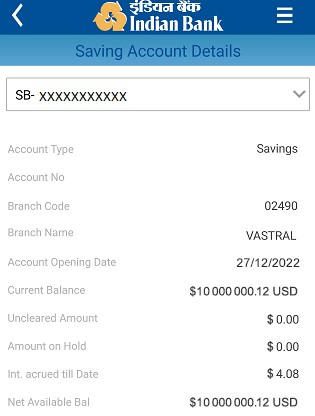 इंडियन बैंक
Indian Bank
Saving Account Details
SB- XXXXXXXXXXX
Account Type Savings
Account No
Branch Code 02490
Branch Name VASTRAL
Account Opening Date 27/12/2022
Current Balance $10 000 000.12 USD
Uncleared Amount $ 0.00
Amount on Hold $ 0.00
Int. accrued till Date $ 4.08
Net Available Bal $10 000 000.12 USD